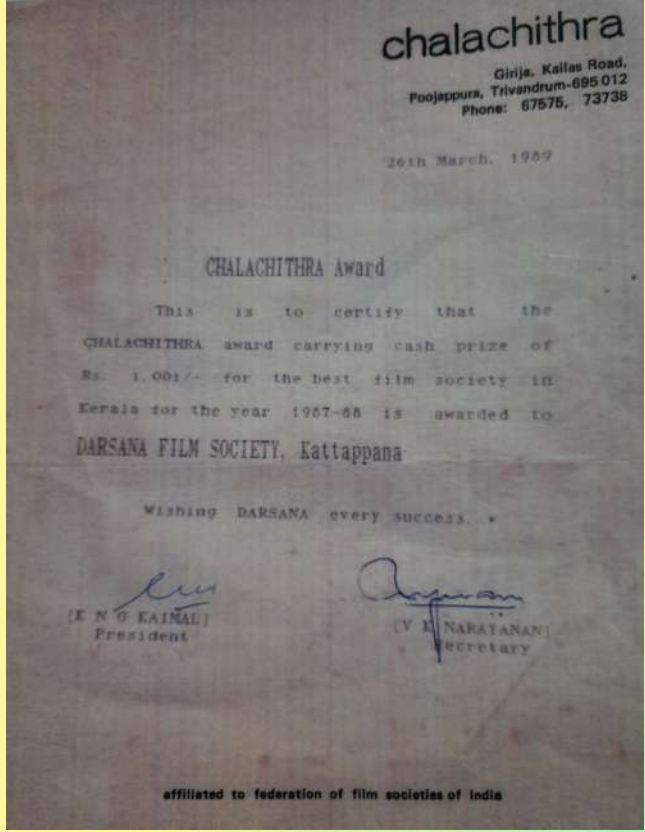 chalachithra
Girija, Kailas Road,
Poojappura, Trivandrum-695 012
Phone: 67575, 73738
26th March, 1989
CHALACHITHRA Award
This is to certify that the
CHALACHITHRA award carrying cash prize of
Rs. 1,001/- for the best film society in
Kerala for the year 1987-88 is awarded to
DARSANA FILM SOCIETY, Kattappana
Wishing DARSANA every success.
[K N G KAIMAL]
President
[V K NARAYANAN]
Secretary
affiliated to federation of film societies of india